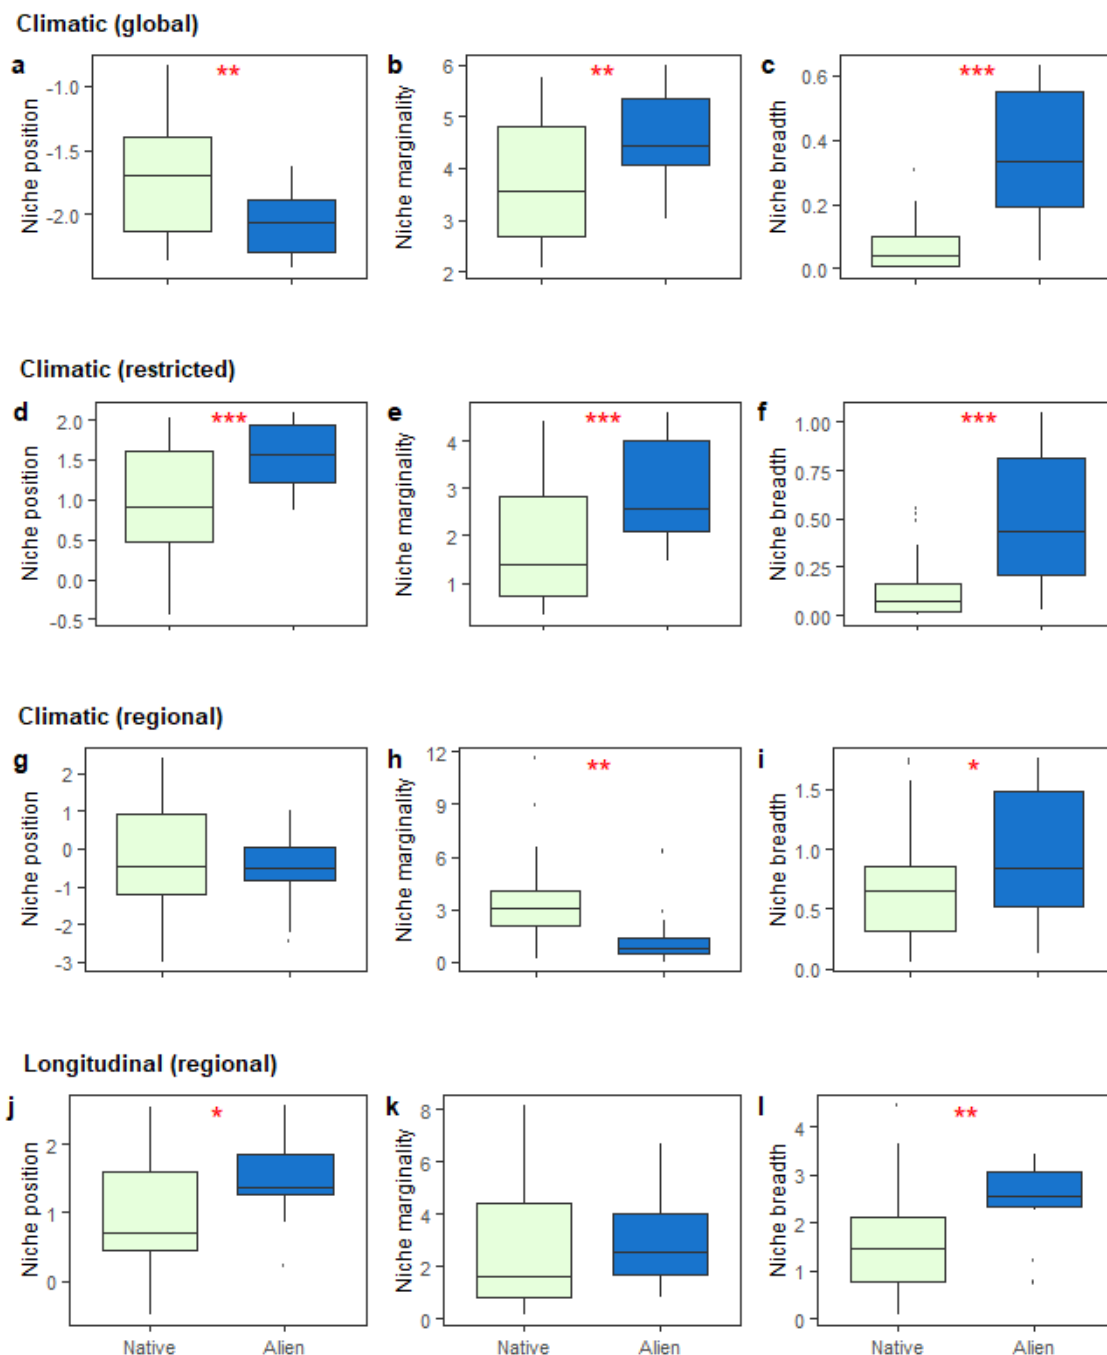 Climatic (global)
a ** b ** c ***
Niche position
-1.0
-1.5
-2.0
Niche marginality
6
5
4
3
2
Niche breadth
0.6
0.4
0.2
0.0
Climatic (restricted)
d *** e *** f ***
Niche position
2.0
1.5
1.0
0.5
0.0
-0.5
Niche marginality
4
3
2
1
Niche breadth
1.00
0.75
0.50
0.25
0.00
Climatic (regional)
g h ** i *
Niche position
2
1
0
-1
-2
-3
Niche marginality
12
9
6
3
0
Niche breadth
1.5
1.0
0.5
0.0
Longitudinal (regional)
j * k l **
Niche position
2
1
0
Niche marginality
8
6
4
2
0
Niche breadth
4
3
2
1
0
Native Alien Native Alien Native Alien